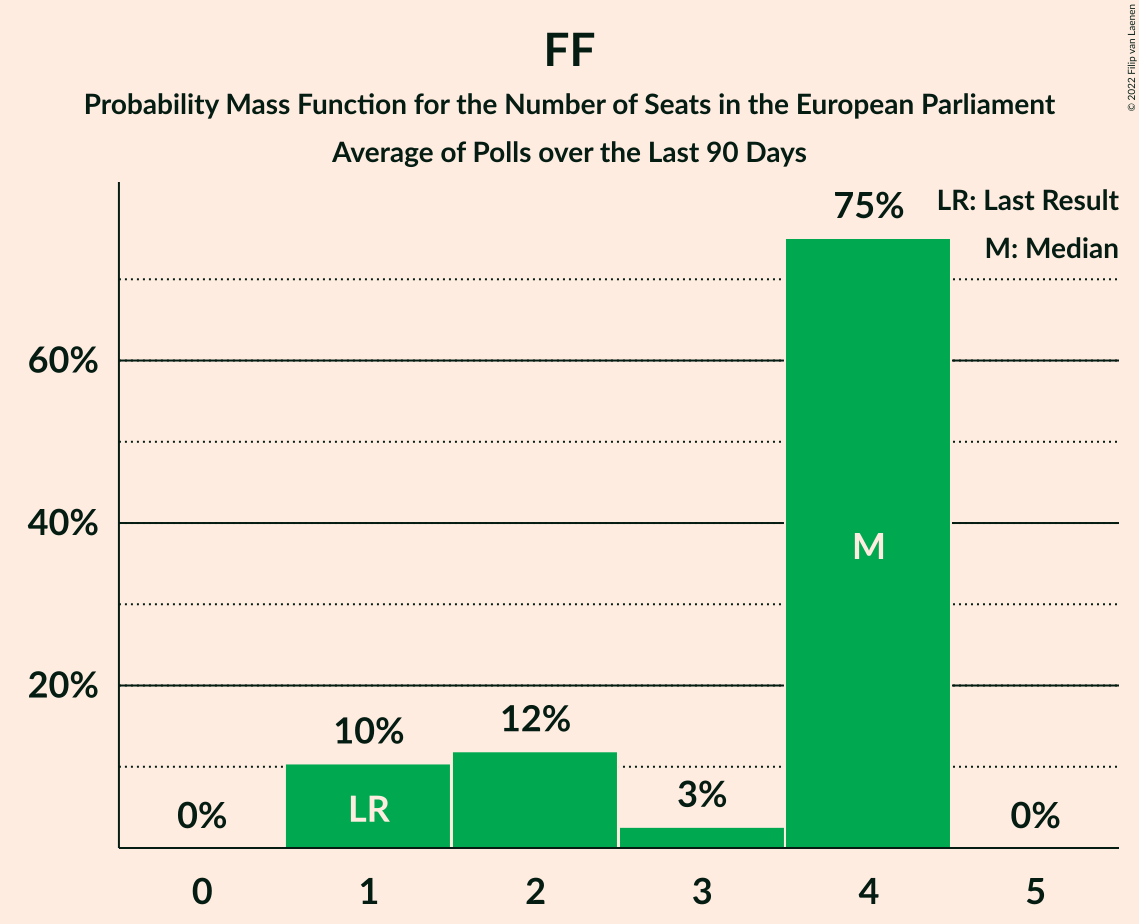 FF
Probability Mass Function for the Number of Seats in the European Parliament
Average of Polls over the Last 90 Days
© 2022 Filip van Laenen
LR: Last Result
M: Median
60%
40%
20%
0%
10%
12%
3%
75%
0%
LR
M
0 1 2 3 4 5